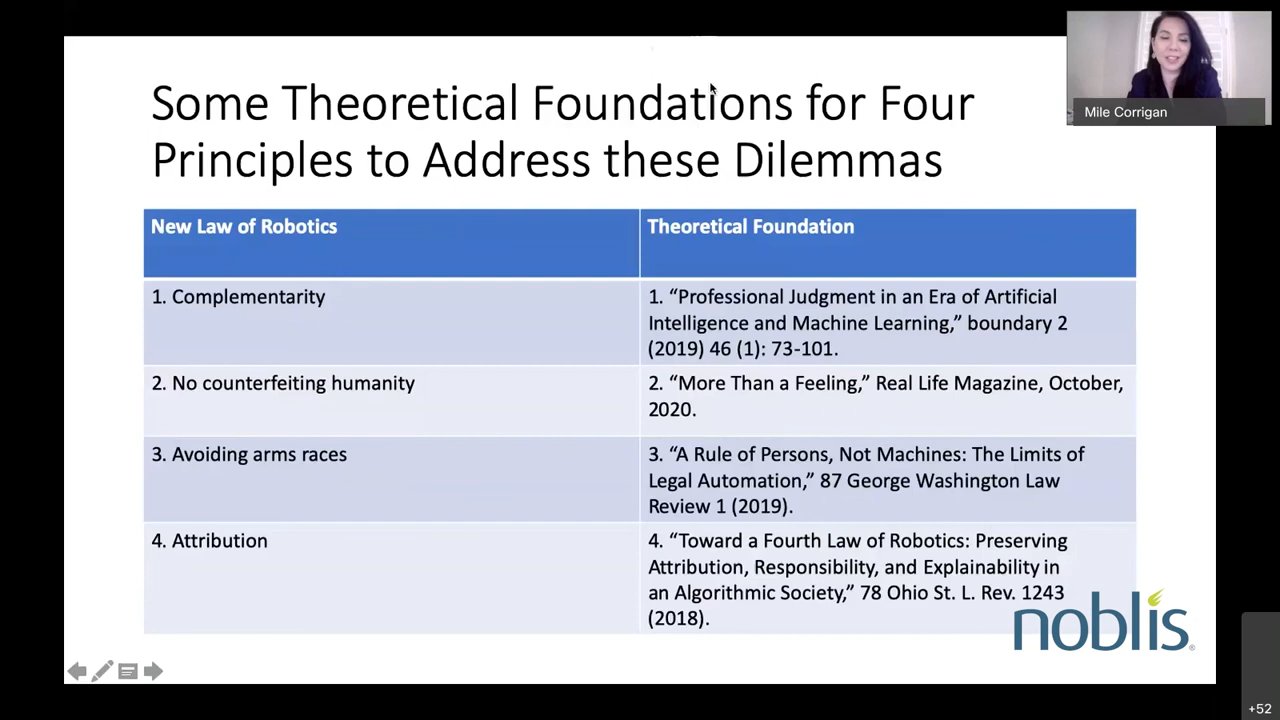 Some Theoretical Foundations for Four
Principles to Address these Dilemmas
Mile Corrigan
New Law of Robotics
Theoretical Foundation
1. Complementarity
1. “Professional Judgment in an Era of Artificial
Intelligence and Machine Learning,” boundary 2
(2019) 46 (1): 73-101.
2. No counterfeiting humanity
2. “More Than a Feeling,” Real Life Magazine, October,
2020.
3. Avoiding arms races
3. “A Rule of Persons, Not Machines: The Limits of
Legal Automation,” 87 George Washington Law
Review 1 (2019).
4. Attribution
4. “Toward a Fourth Law of Robotics: Preserving
Attribution, Responsibility, and Explainability in
an Algorithmic Society,” 78 Ohio St. L. Rev. 1243
(2018).
noblis®
+52